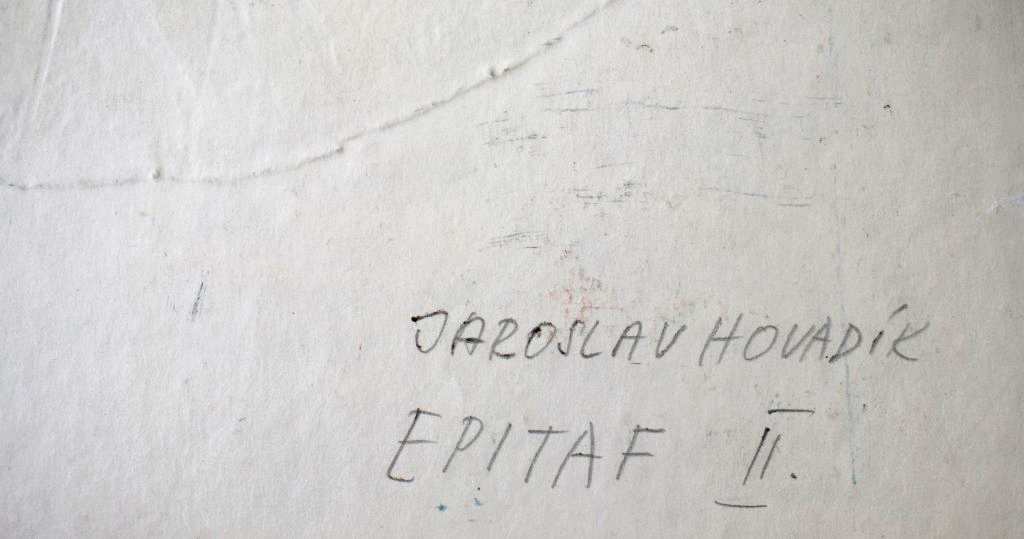 JAROSLAV HOVADÍK
EPITAF II.